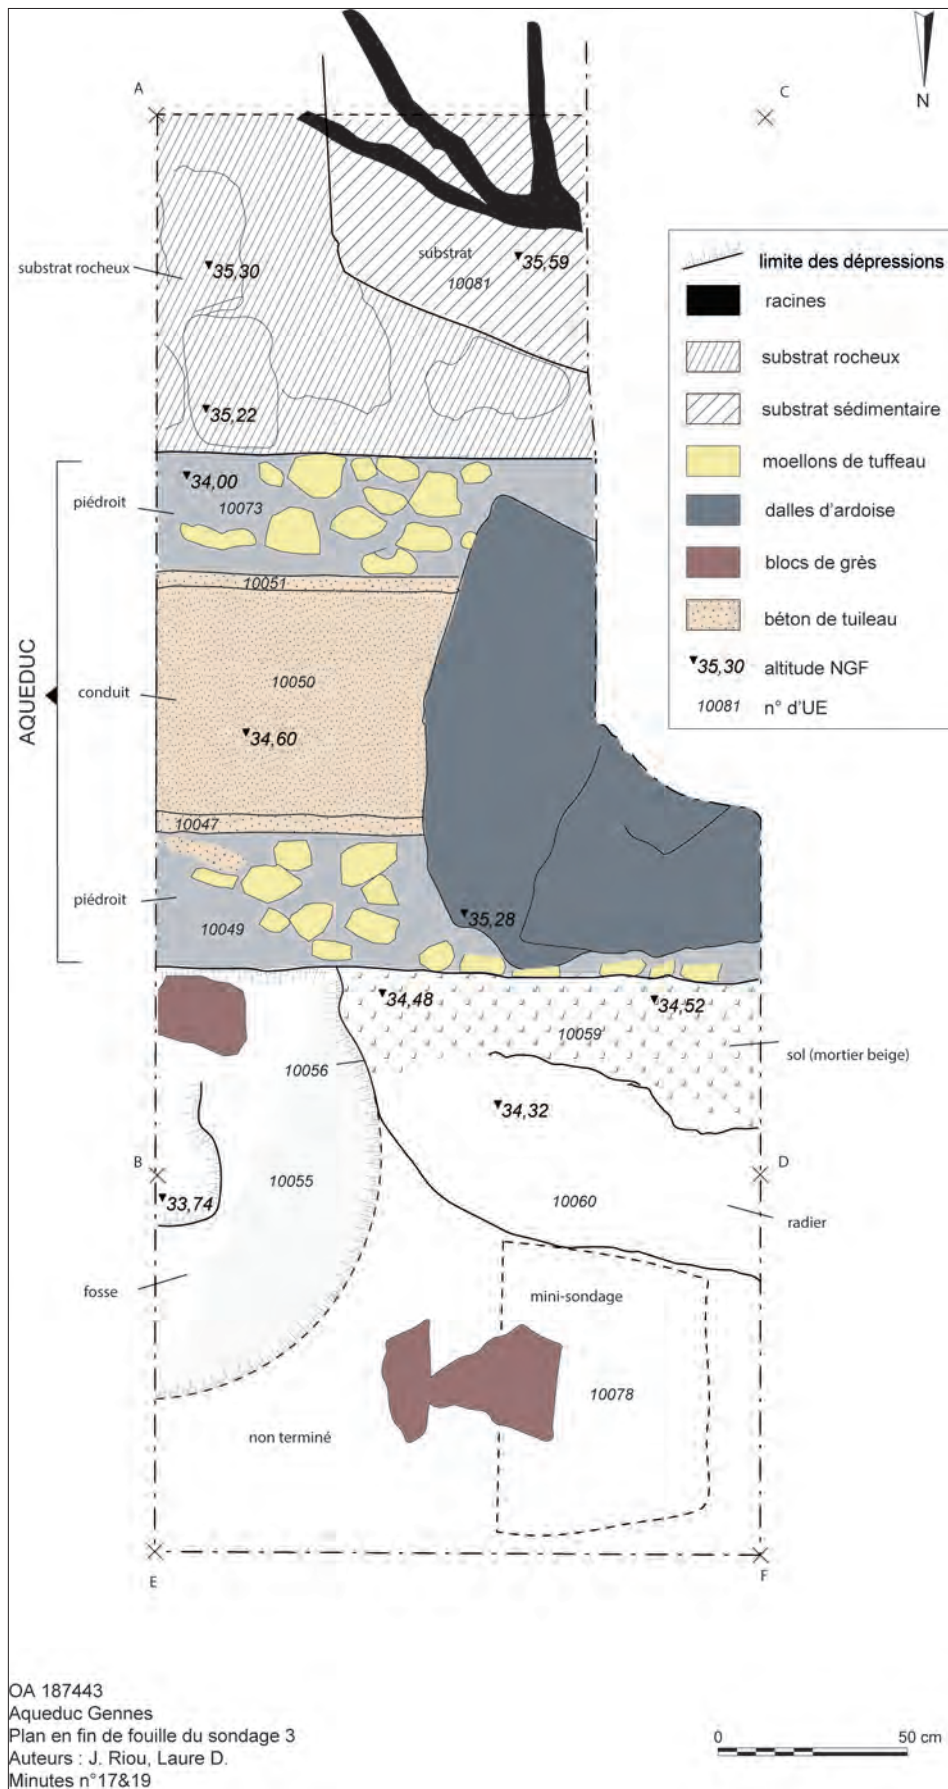 A
C
N
substrat rocheux
35,30
substrat
35,59
10081
35,22
limite des dépressions
racines
substrat rocheux
substrat sédimentaire
moellons de tuffeau
dalles d'ardoise
blocs de grès
béton de tuileau
35,30 altitude NGF
10081 n° d'UE
AQUEDUC
piédroit
34,00
10073
10051
conduit
10050
34,60
10047
piédroit
10049
35,28
34,48
34,52
10059
sol (mortier beige)
10056
34,32
B
D
10055
33,74
10060
radier
fosse
mini-sondage
10078
non terminé
E
F
OA 187443
Aqueduc Gennes
Plan en fin de fouille du sondage 3
Auteurs : J. Riou, Laure D.
Minutes n°17&19
0 50 cm